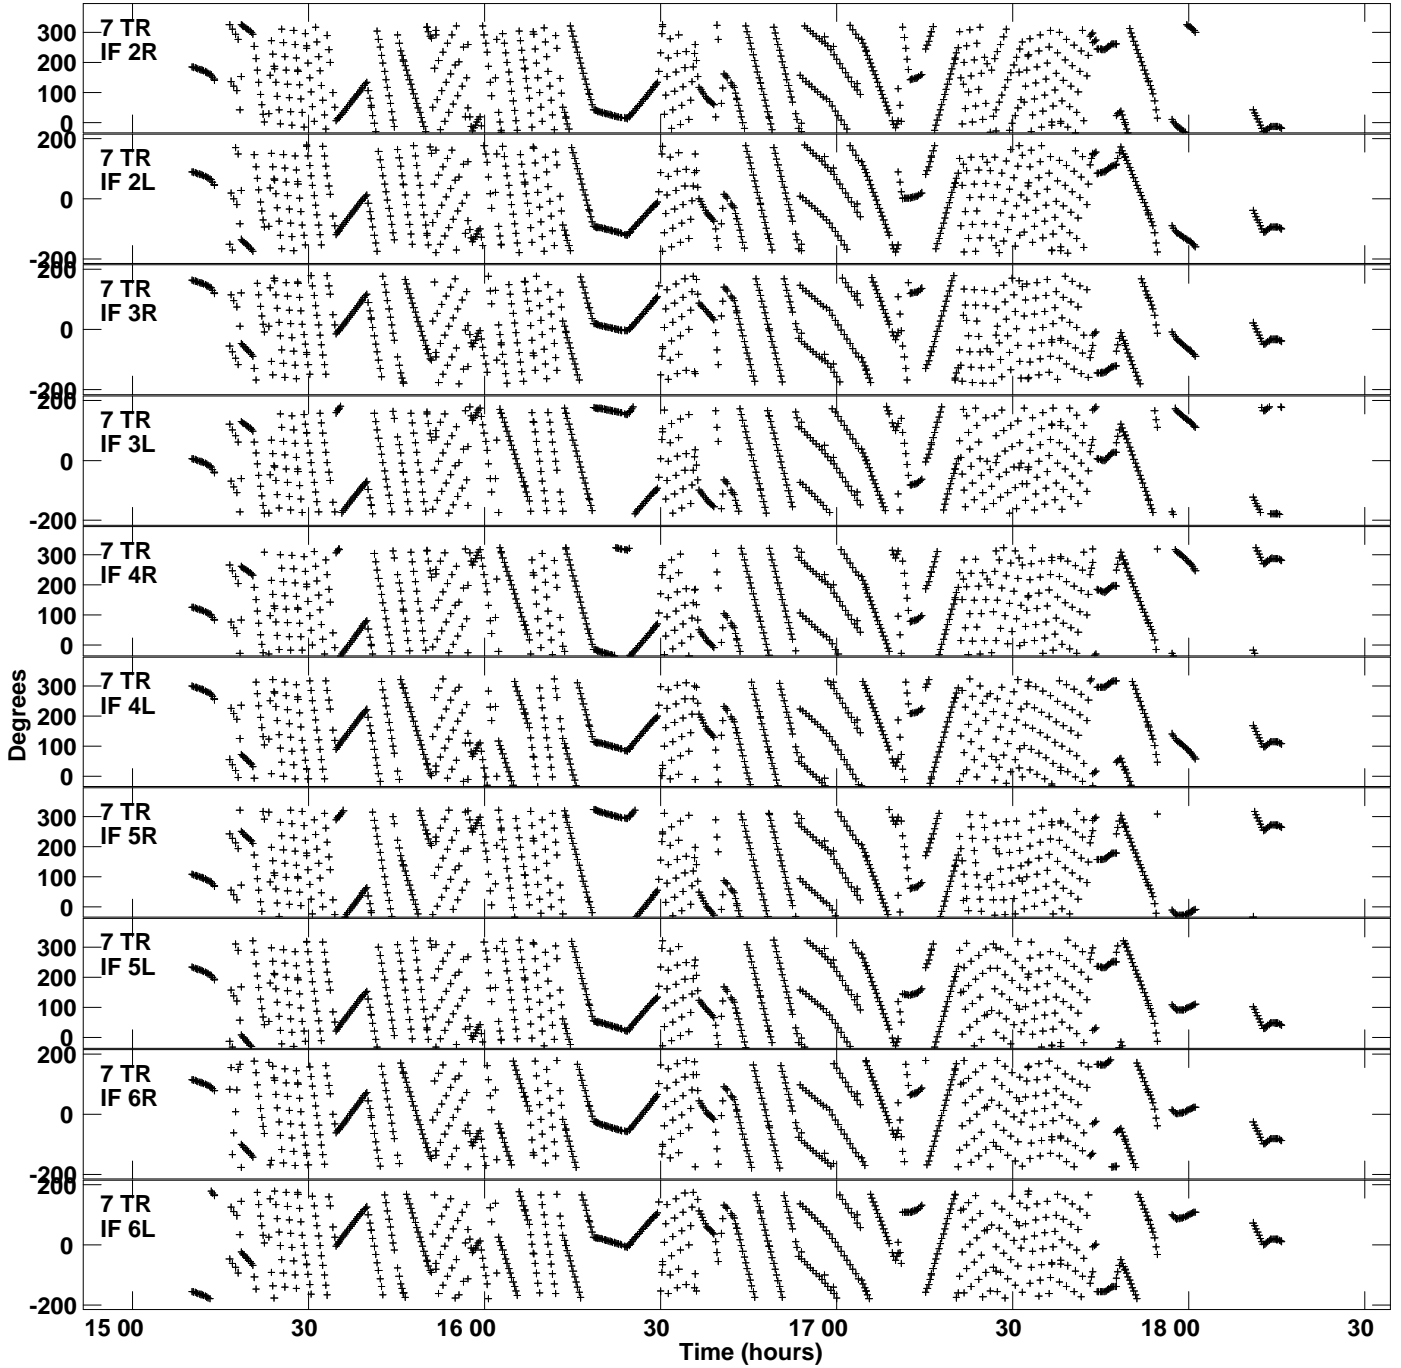 7 TR
IF 2R
300
200
100
0
7 TR
IF 2L
200
0
-200
7 TR
IF 3R
200
0
-200
7 TR
IF 3L
200
0
-200
7 TR
IF 4R
300
200
100
0
7 TR
IF 4L
300
200
100
0
Degrees
7 TR
IF 5R
300
200
100
0
7 TR
IF 5L
300
200
100
0
7 TR
IF 6R
200
0
-200
7 TR
IF 6L
200
0
-200
15 00 30 16 00 30 17 00 30 18 00 30
Time (hours)